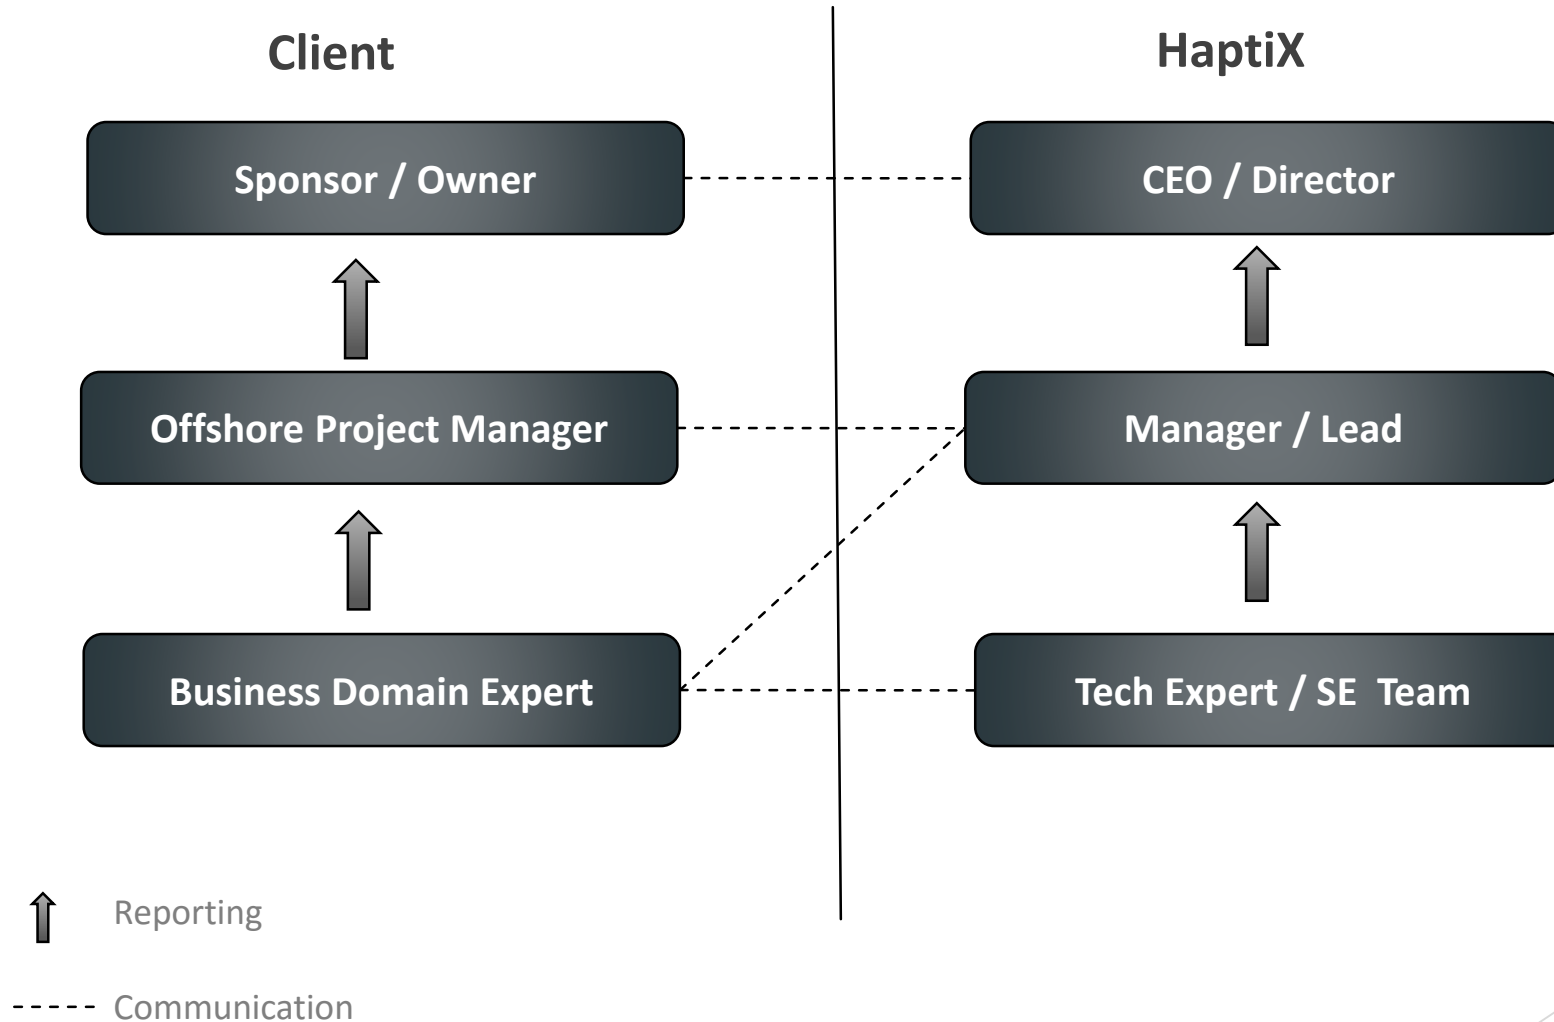 Client
HaptiX
Sponsor / Owner
CEO / Director
Offshore Project Manager
Manager / Lead
Business Domain Expert
Tech Expert / SE  Team
Reporting
Communication